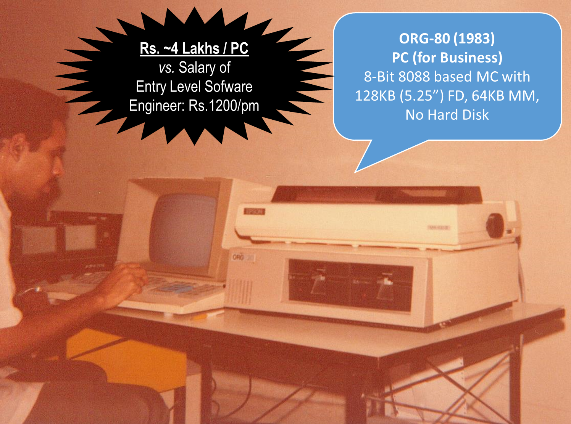 Rs. ~4 Lakhs / PC
vs. Salary of
Entry Level Sofware
Engineer: Rs.1200/pm
ORG-80 (1983)
PC (for Business)
8-Bit 8088 based MC with
128KB (5.25”) FD, 64KB MM,
No Hard Disk
EPSON
ORG